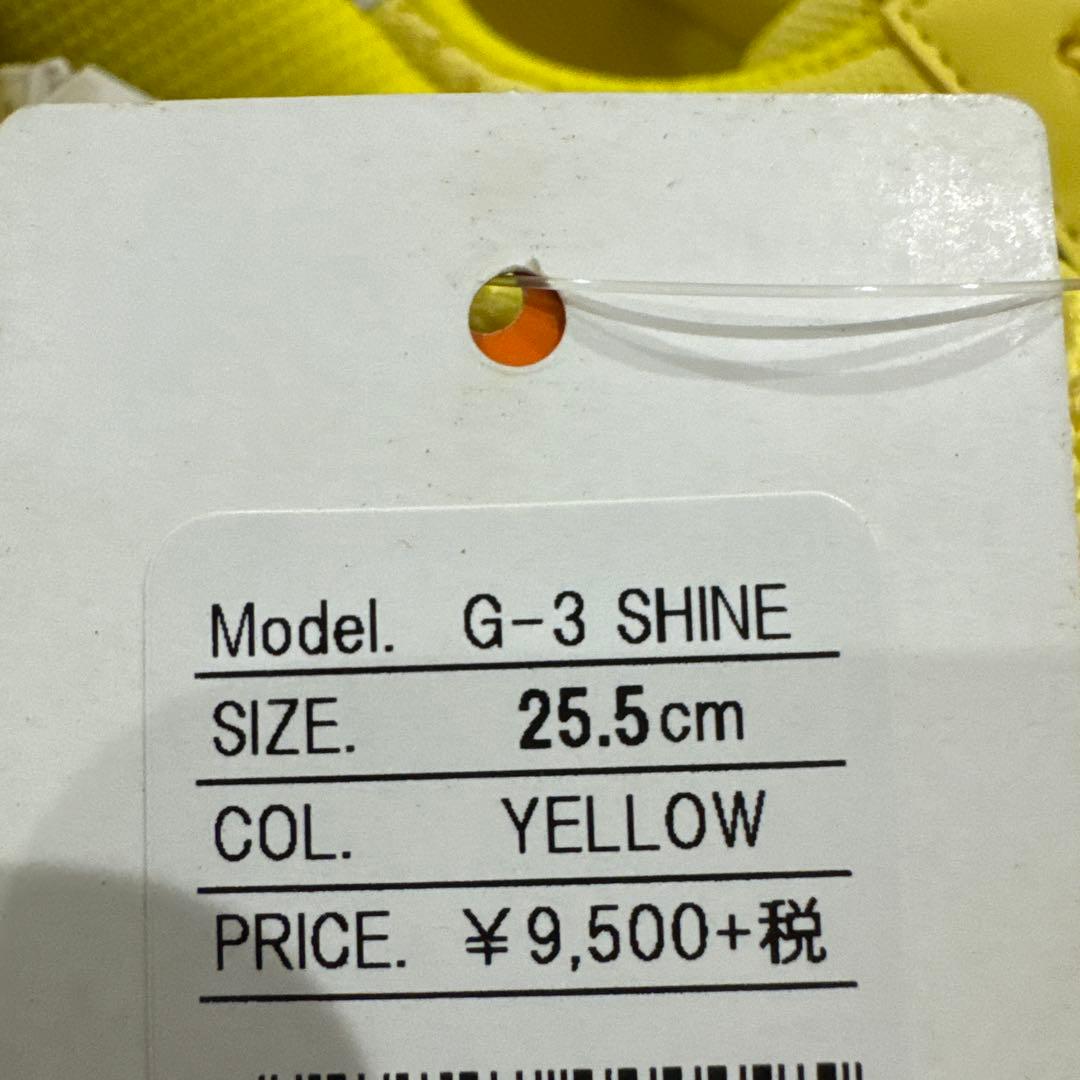 Model. G-3 SHINE
SIZE. 25.5cm
COL. YELLOW
PRICE. ¥9,500+税